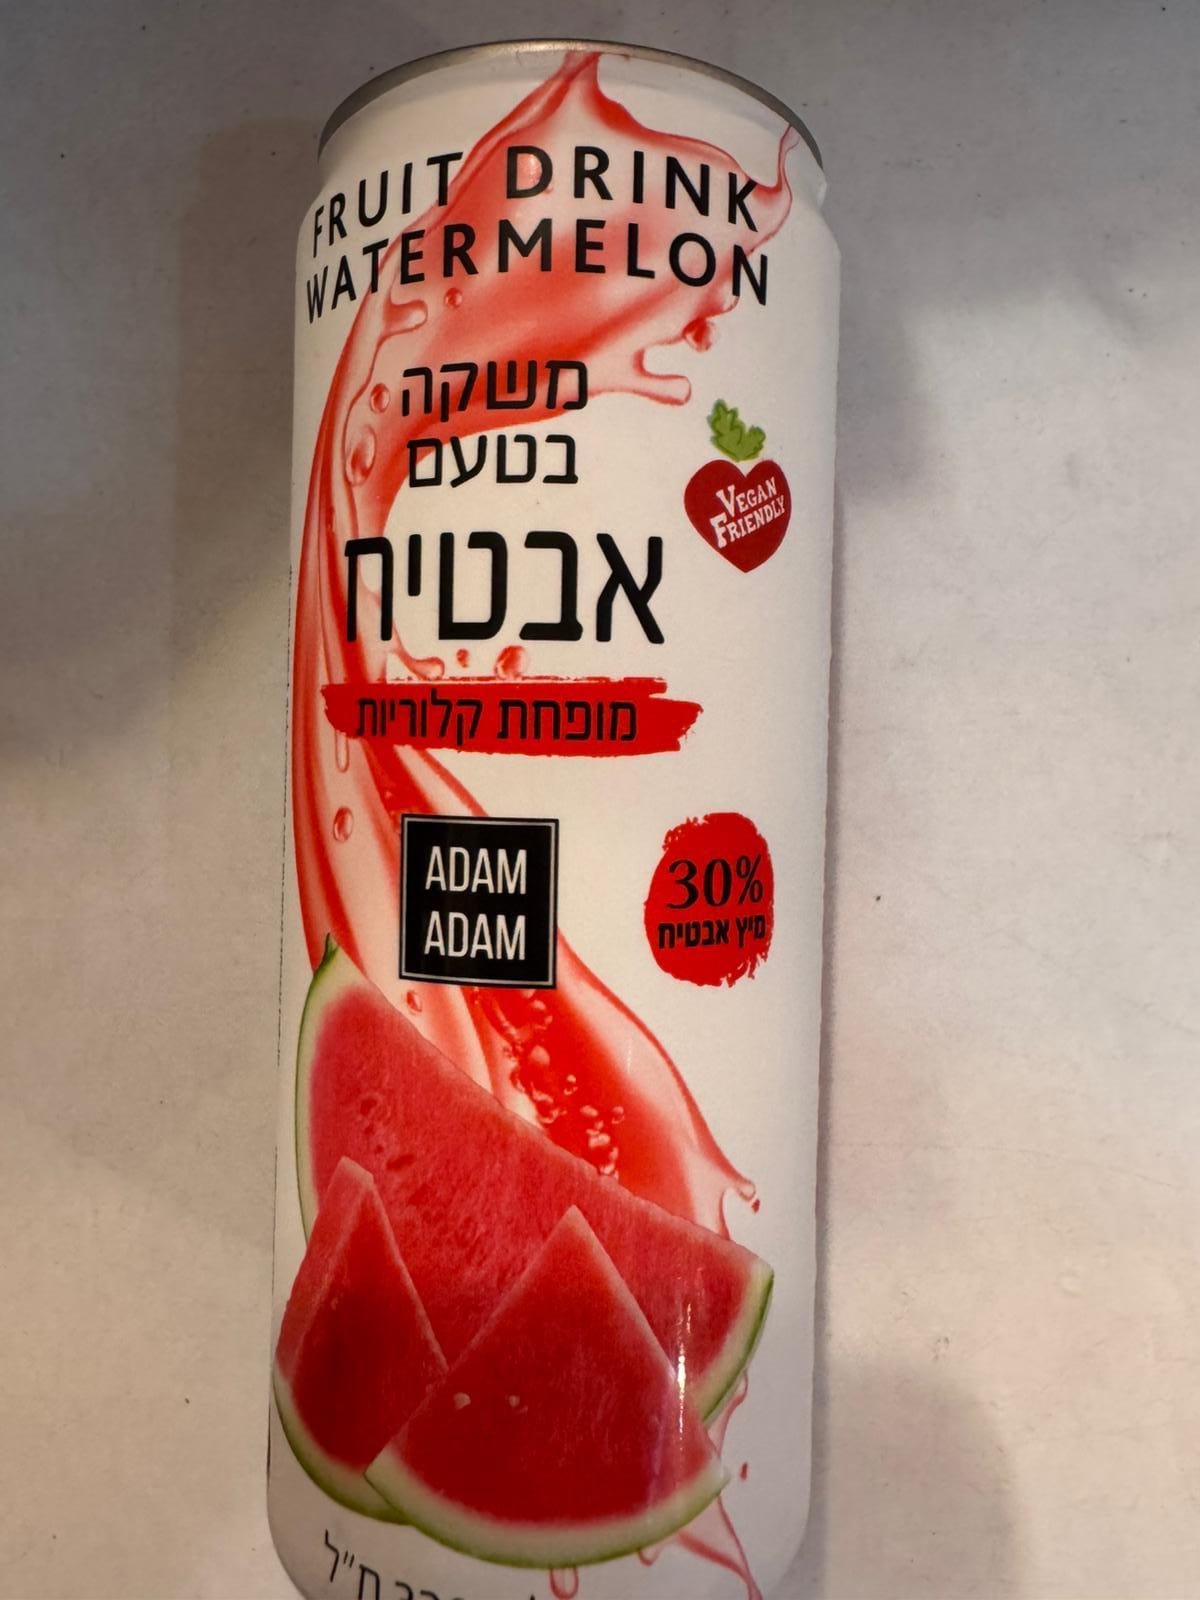 FRUIT DRINK
WATERMELON
משקה
בטעם
אבטיח
VEGAN
FRIENDLY
מופחת קלוריות
ADAM
ADAM
30%
מיץ אבטיח